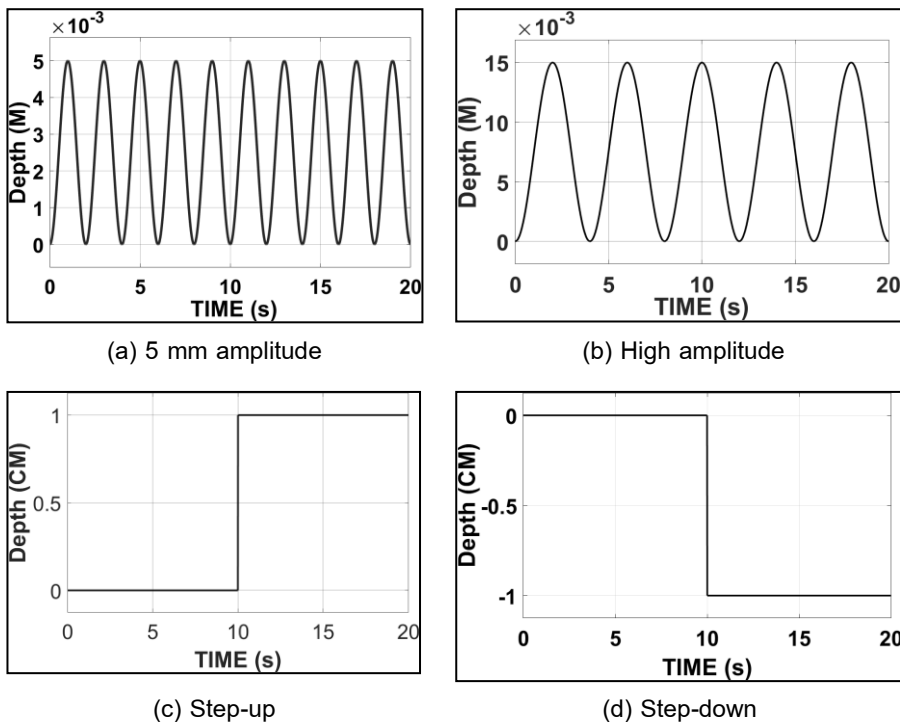 ×10⁻³
Depth (M)
5
4
3
2
1
0
0 5 10 15 20
TIME (s)
(a) 5 mm amplitude
×10⁻³
Depth (M)
15
10
5
0
0 5 10 15 20
TIME (s)
(b) High amplitude
Depth (CM)
1
0.5
0
0 5 10 15 20
TIME (s)
(c) Step-up
Depth (CM)
0
-0.5
-1
0 5 10 15 20
TIME (s)
(d) Step-down